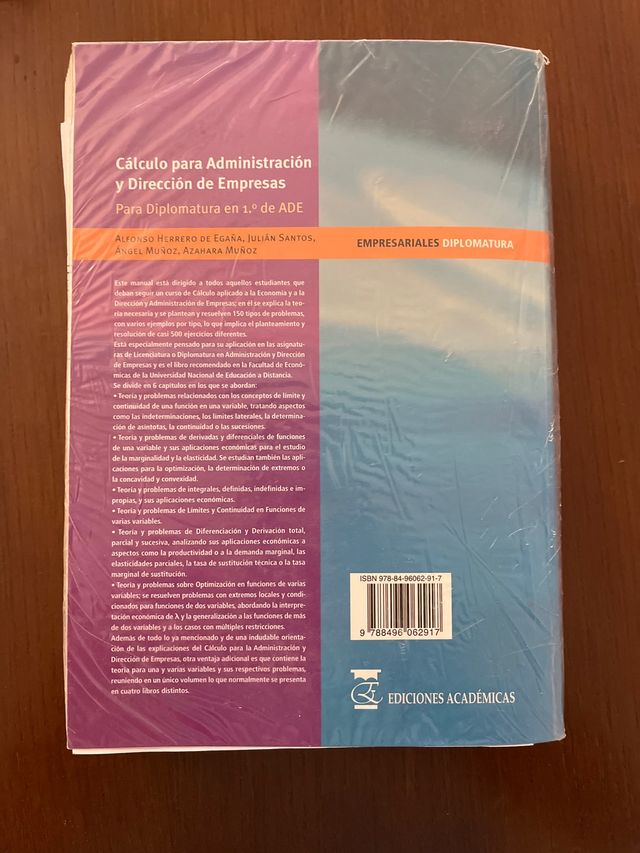 Cálculo para Administración
y Dirección de Empresas
Para Diplomatura en 1.º de ADE
Alfonso Herrero de Egaña, Julián Santos,
Ángel Muñoz, Azahara Muñoz
EMPRESARIALES DIPLOMATURA
Este manual está dirigido a todos aquellos estudiantes que
deban seguir un curso de Cálculo aplicado a la Economía y a la
Dirección y Administración de Empresas; en él se explica la teo-
ría necesaria y se plantean y resuelven 150 tipos de problemas,
con varios ejemplos por tipo, lo que implica el planteamiento y
resolución de casi 500 ejercicios diferentes.
Está especialmente pensado para su aplicación en las asignatu-
ras de Licenciatura o Diplomatura en Administración y Dirección
de Empresas y es el libro recomendado en la Facultad de Econó-
micas de la Universidad Nacional de Educación a Distancia.
Se divide en 6 capítulos en los que se abordan:
• Teoría y problemas relacionados con los conceptos de límite y
continuidad de una función en una variable, tratando aspectos
como las indeterminaciones, los límites laterales, la determina-
ción de asíntotas, la continuidad o las sucesiones.
• Teoría y problemas de derivadas y diferenciales de funciones
de una variable y sus aplicaciones económicas para el estudio
de la marginalidad y la elasticidad. Se estudian también las apli-
caciones para la optimización, la determinación de extremos o
la concavidad y convexidad.
• Teoría y problemas de integrales, definidas, indefinidas e im-
propias, y sus aplicaciones económicas.
• Teoría y problemas de Límites y Continuidad en Funciones de
varias variables.
• Teoría y problemas de Diferenciación y Derivación total,
parcial y sucesiva, analizando sus aplicaciones económicas a
aspectos como la productividad o a la demanda marginal, las
elasticidades parciales, la tasa de sustitución técnica o la tasa
marginal de sustitución.
• Teoría y problemas sobre Optimización en funciones de varias
variables; se resuelven problemas con extremos locales y condi-
cionados para funciones de dos variables, abordando la interpre-
tación económica de λ y la generalización a las funciones de más
de dos variables y a los casos con múltiples restricciones.
Además de todo lo ya mencionado y de una indudable orienta-
ción de las explicaciones del Cálculo para la Administración y
Dirección de Empresas, otra ventaja adicional es que contiene la
teoría para una y varias variables y sus respectivos problemas,
reuniendo en un único volumen lo que normalmente se presenta
en cuatro libros distintos.
ISBN 978-84-96062-91-7
9 788496 062917
EDICIONES ACADÉMICAS